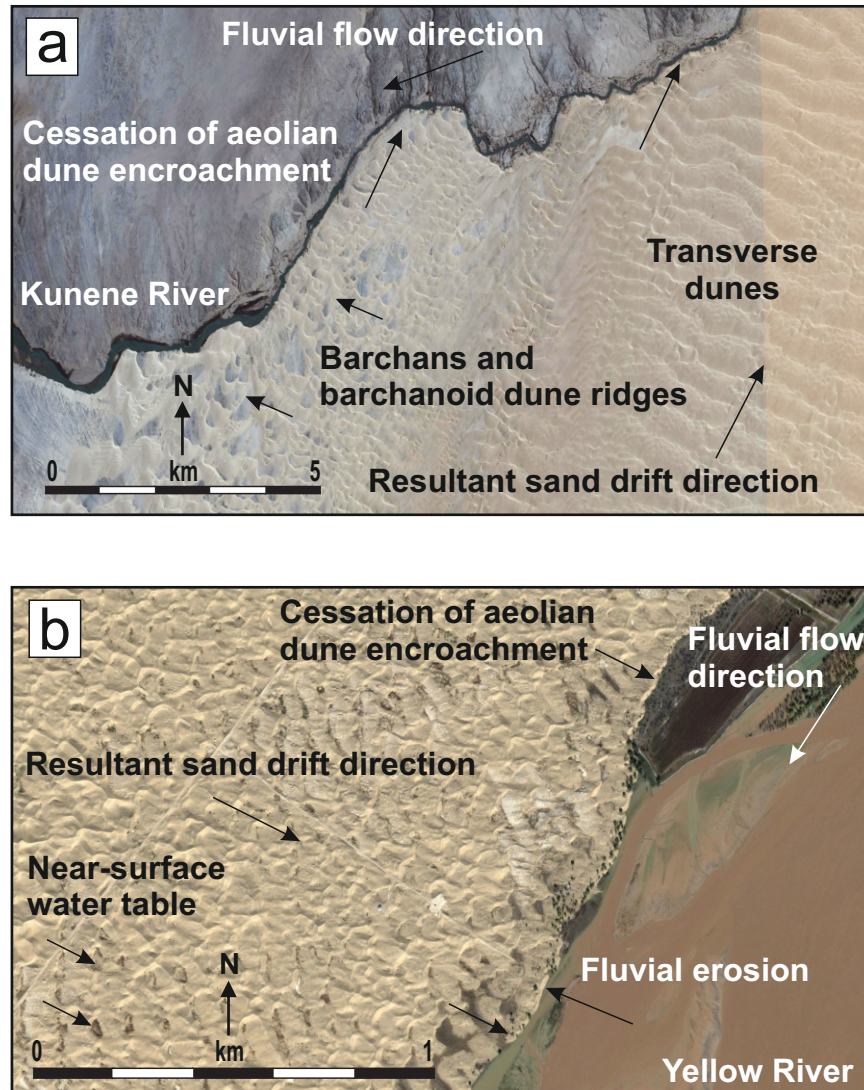 a
Fluvial flow direction
Cessation of aeolian
dune encroachment
Kunene River
Transverse
dunes
Barchans and
barchanoid dune ridges
N
0
km
5
Resultant sand drift direction
b
Cessation of aeolian
dune encroachment
Fluvial flow
direction
Resultant sand drift direction
Near-surface
water table
N
Fluvial erosion
0
km
1
Yellow River